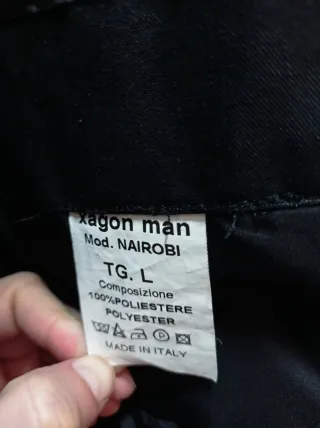 xagon man
Mod. NAIROBI
TG. L
Composizione
100%POLIESTERE
POLYESTER
MADE IN ITALY